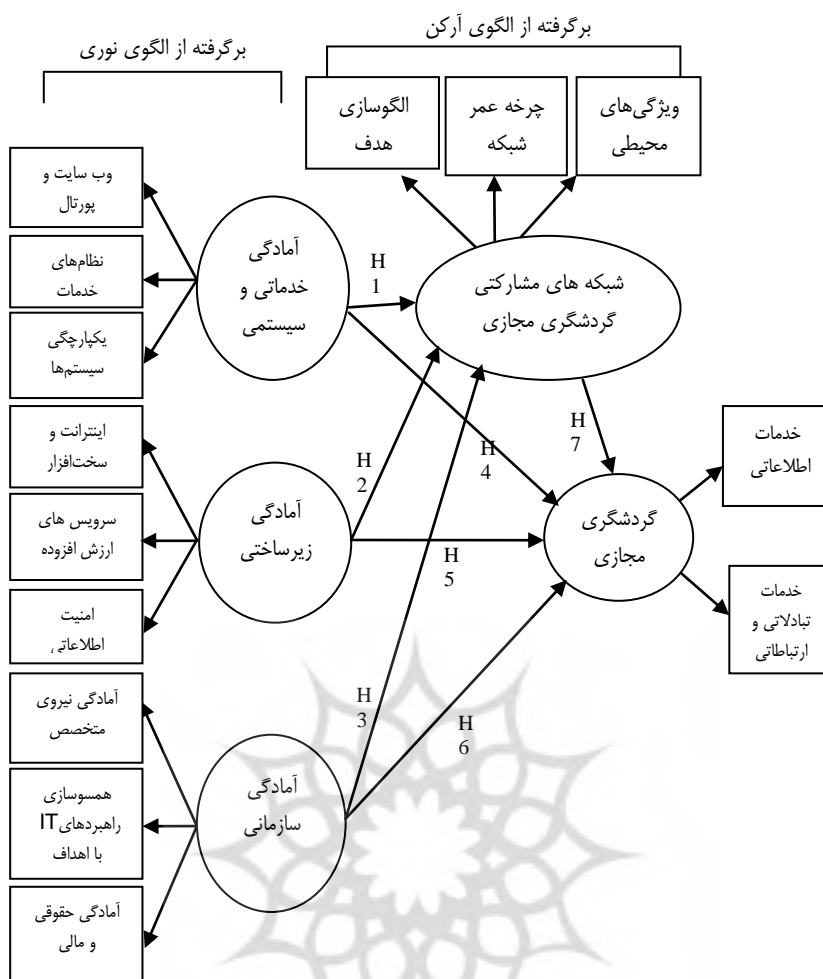 برگرفته از الگوی آرکن
برگرفته از الگوی نوری
ویژگی‌های
محیطی
چرخه عمر
شبکه
الگوسازی
هدف
وب سایت و
پورتال
نظام‌های
خدمات
یکپارچگی
سیستم‌ها
آمادگی
خدماتی و
سیستمی
شبکه های مشارکتی
گردشگری مجازی
H
1
H
2
H
3
H
4
H
5
H
6
H
7
اینترانت و
سخت‌افزار
سرویس های
ارزش افزوده
امنیت
اطلاعاتی
آمادگی
زیرساختی
گردشگری
مجازی
خدمات
اطلاعاتی
خدمات
تبادلاتی و
ارتباطاتی
آمادگی نیروی
متخصص
همسوسازی
راهبردهای IT
با اهداف
آمادگی حقوقی
و مالی
آمادگی
سازمانی